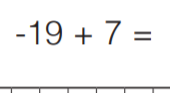 -19 + 7 =